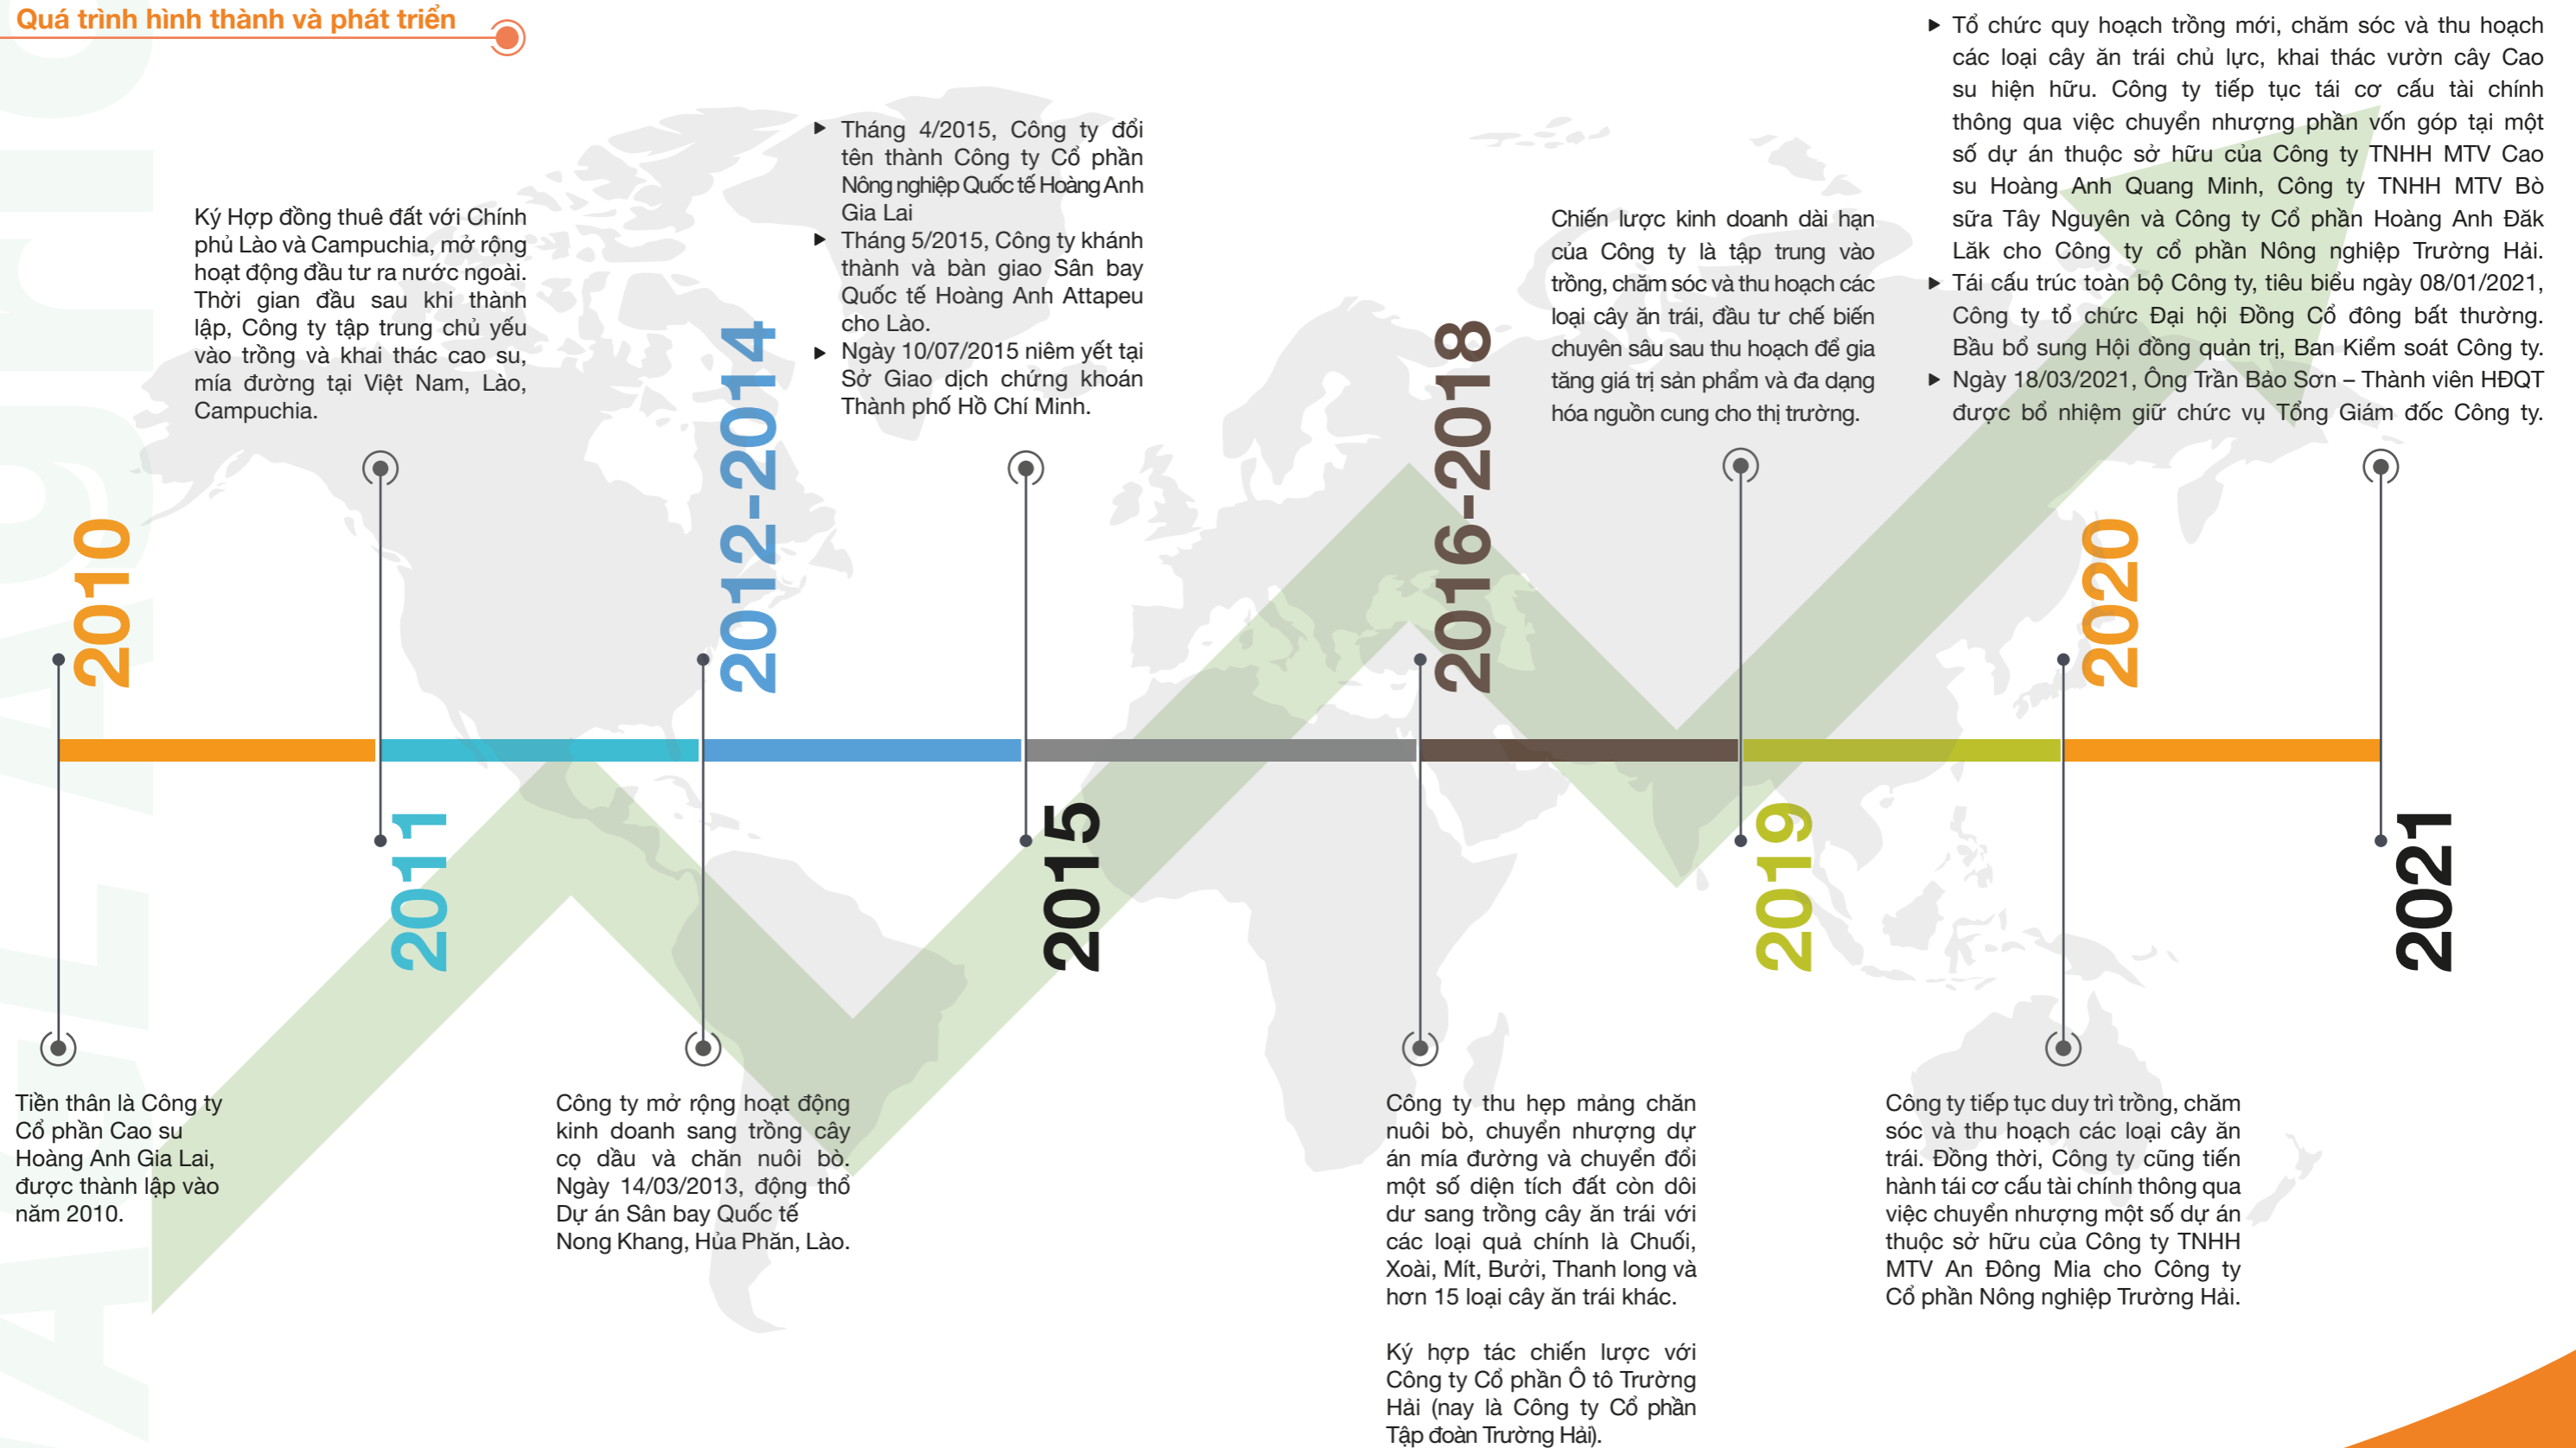 Quá trình hình thành và phát triển
2010
Tiền thân là Công ty
Cổ phần Cao su
Hoàng Anh Gia Lai,
được thành lập vào
năm 2010.
2011
Ký Hợp đồng thuê đất với Chính
phủ Lào và Campuchia, mở rộng
hoạt động đầu tư ra nước ngoài.
Thời gian đầu sau khi thành
lập, Công ty tập trung chủ yếu
vào trồng và khai thác cao su,
mía đường tại Việt Nam, Lào,
Campuchia.
2012-2014
Công ty mở rộng hoạt động
kinh doanh sang trồng cây
cọ dầu và chăn nuôi bò.
Ngày 14/03/2013, động thổ
Dự án Sân bay Quốc tế
Nong Khang, Hủa Phăn, Lào.
2015
Tháng 4/2015, Công ty đổi
tên thành Công ty Cổ phần
Nông nghiệp Quốc tế Hoàng Anh
Gia Lai
Tháng 5/2015, Công ty khánh
thành và bàn giao Sân bay
Quốc tế Hoàng Anh Attapeu
cho Lào.
Ngày 10/07/2015 niêm yết tại
Sở Giao dịch chứng khoán
Thành phố Hồ Chí Minh.
2016-2018
Công ty thu hẹp mảng chăn
nuôi bò, chuyển nhượng dự
án mía đường và chuyển đổi
một số diện tích đất còn dôi
dư sang trồng cây ăn trái với
các loại quả chính là Chuối,
Xoài, Mít, Bưởi, Thanh long và
hơn 15 loại cây ăn trái khác.
Ký hợp tác chiến lược với
Công ty Cổ phần Ô tô Trường
Hải (nay là Công ty Cổ phần
Tập đoàn Trường Hải).
2019
Chiến lược kinh doanh dài hạn
của Công ty là tập trung vào
trồng, chăm sóc và thu hoạch các
loại cây ăn trái, đầu tư chế biến
chuyên sâu sau thu hoạch để gia
tăng giá trị sản phẩm và đa dạng
hóa nguồn cung cho thị trường.
2020
Công ty tiếp tục duy trì trồng, chăm
sóc và thu hoạch các loại cây ăn
trái. Đồng thời, Công ty cũng tiến
hành tái cơ cấu tài chính thông qua
việc chuyển nhượng một số dự án
thuộc sở hữu của Công ty TNHH
MTV An Đông Mia cho Công ty
Cổ phần Nông nghiệp Trường Hải.
2021
Tổ chức quy hoạch trồng mới, chăm sóc và thu hoạch
các loại cây ăn trái chủ lực, khai thác vườn cây Cao
su hiện hữu. Công ty tiếp tục tái cơ cấu tài chính
thông qua việc chuyển nhượng phần vốn góp tại một
số dự án thuộc sở hữu của Công ty TNHH MTV Cao
su Hoàng Anh Quang Minh, Công ty TNHH MTV Bò
sữa Tây Nguyên và Công ty Cổ phần Hoàng Anh Đăk
Lăk cho Công ty cổ phần Nông nghiệp Trường Hải.
Tái cấu trúc toàn bộ Công ty, tiêu biểu ngày 08/01/2021,
Công ty tổ chức Đại hội Đồng Cổ đông bất thường.
Bầu bổ sung Hội đồng quản trị, Ban Kiểm soát Công ty.
Ngày 18/03/2021, Ông Trần Bảo Sơn – Thành viên HĐQT
được bổ nhiệm giữ chức vụ Tổng Giám đốc Công ty.